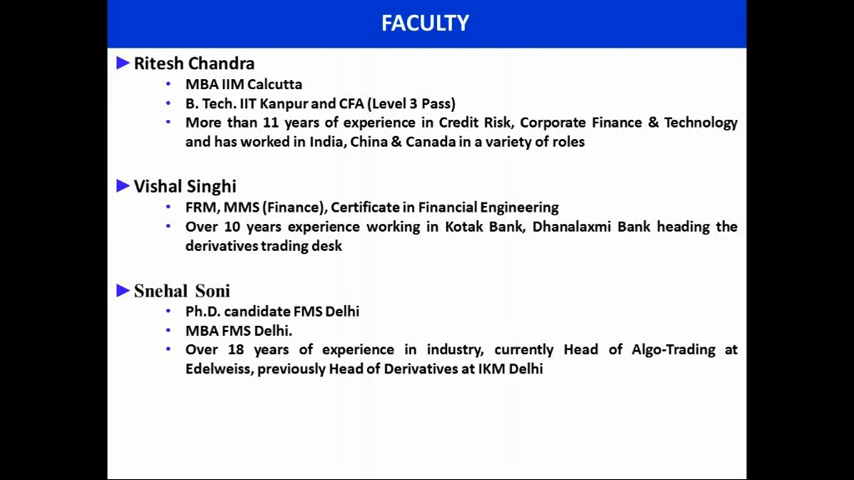 FACULTY
Ritesh Chandra
• MBA IIM Calcutta
• B. Tech. IIT Kanpur and CFA (Level 3 Pass)
• More than 11 years of experience in Credit Risk, Corporate Finance & Technology
and has worked in India, China & Canada in a variety of roles
Vishal Singhi
• FRM, MMS (Finance), Certificate in Financial Engineering
• Over 10 years experience working in Kotak Bank, Dhanalaxmi Bank heading the
derivatives trading desk
Snehal Soni
• Ph.D. candidate FMS Delhi
• MBA FMS Delhi.
• Over 18 years of experience in industry, currently Head of Algo-Trading at
Edelweiss, previously Head of Derivatives at IKM Delhi